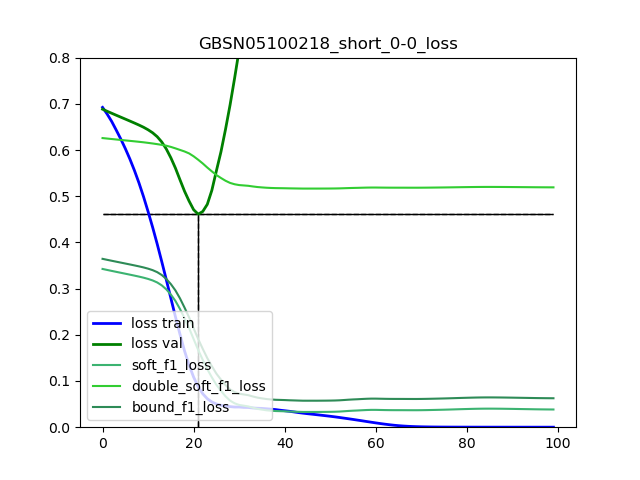 GBSN05100218_short_0-0_loss
0.8
0.7
0.6
0.5
0.4
0.3
0.2
0.1
0.0
loss train
loss val
soft_f1_loss
double_soft_f1_loss
bound_f1_loss
0 20 40 60 80 100